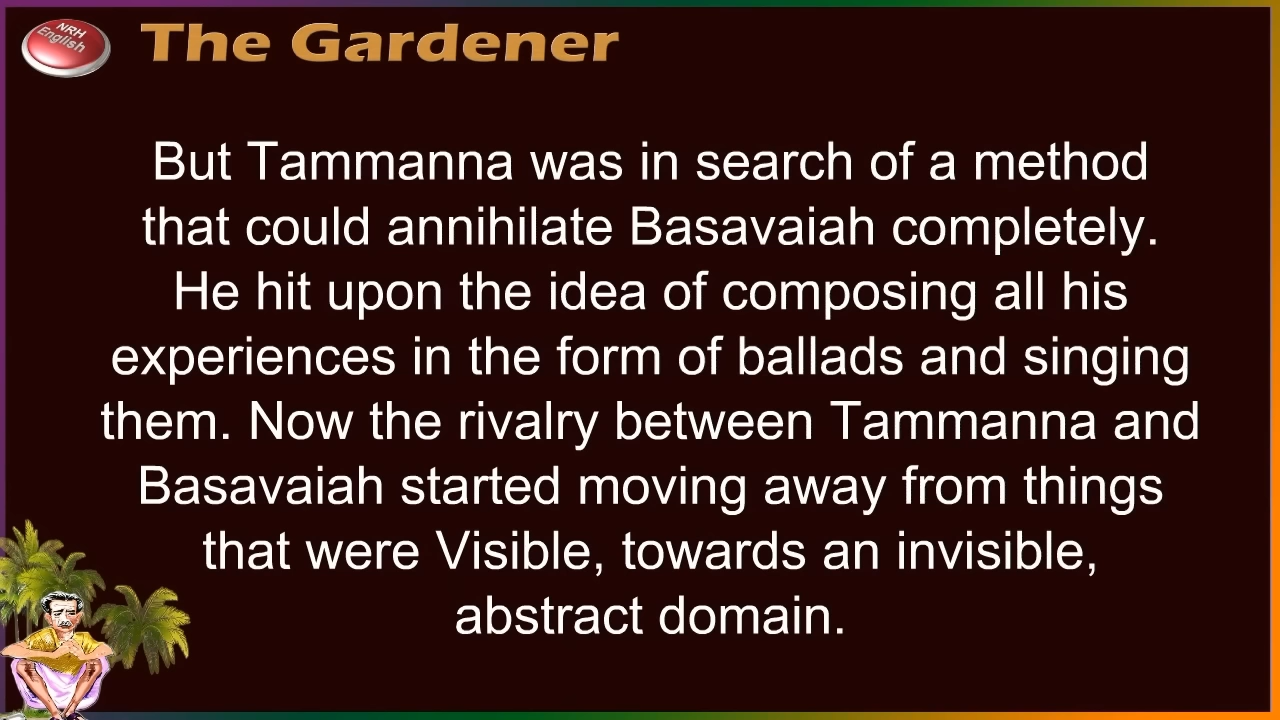 NRH
English
The Gardener
But Tammanna was in search of a method
that could annihilate Basavaiah completely.
He hit upon the idea of composing all his
experiences in the form of ballads and singing
them. Now the rivalry between Tammanna and
Basavaiah started moving away from things
that were Visible, towards an invisible,
abstract domain.